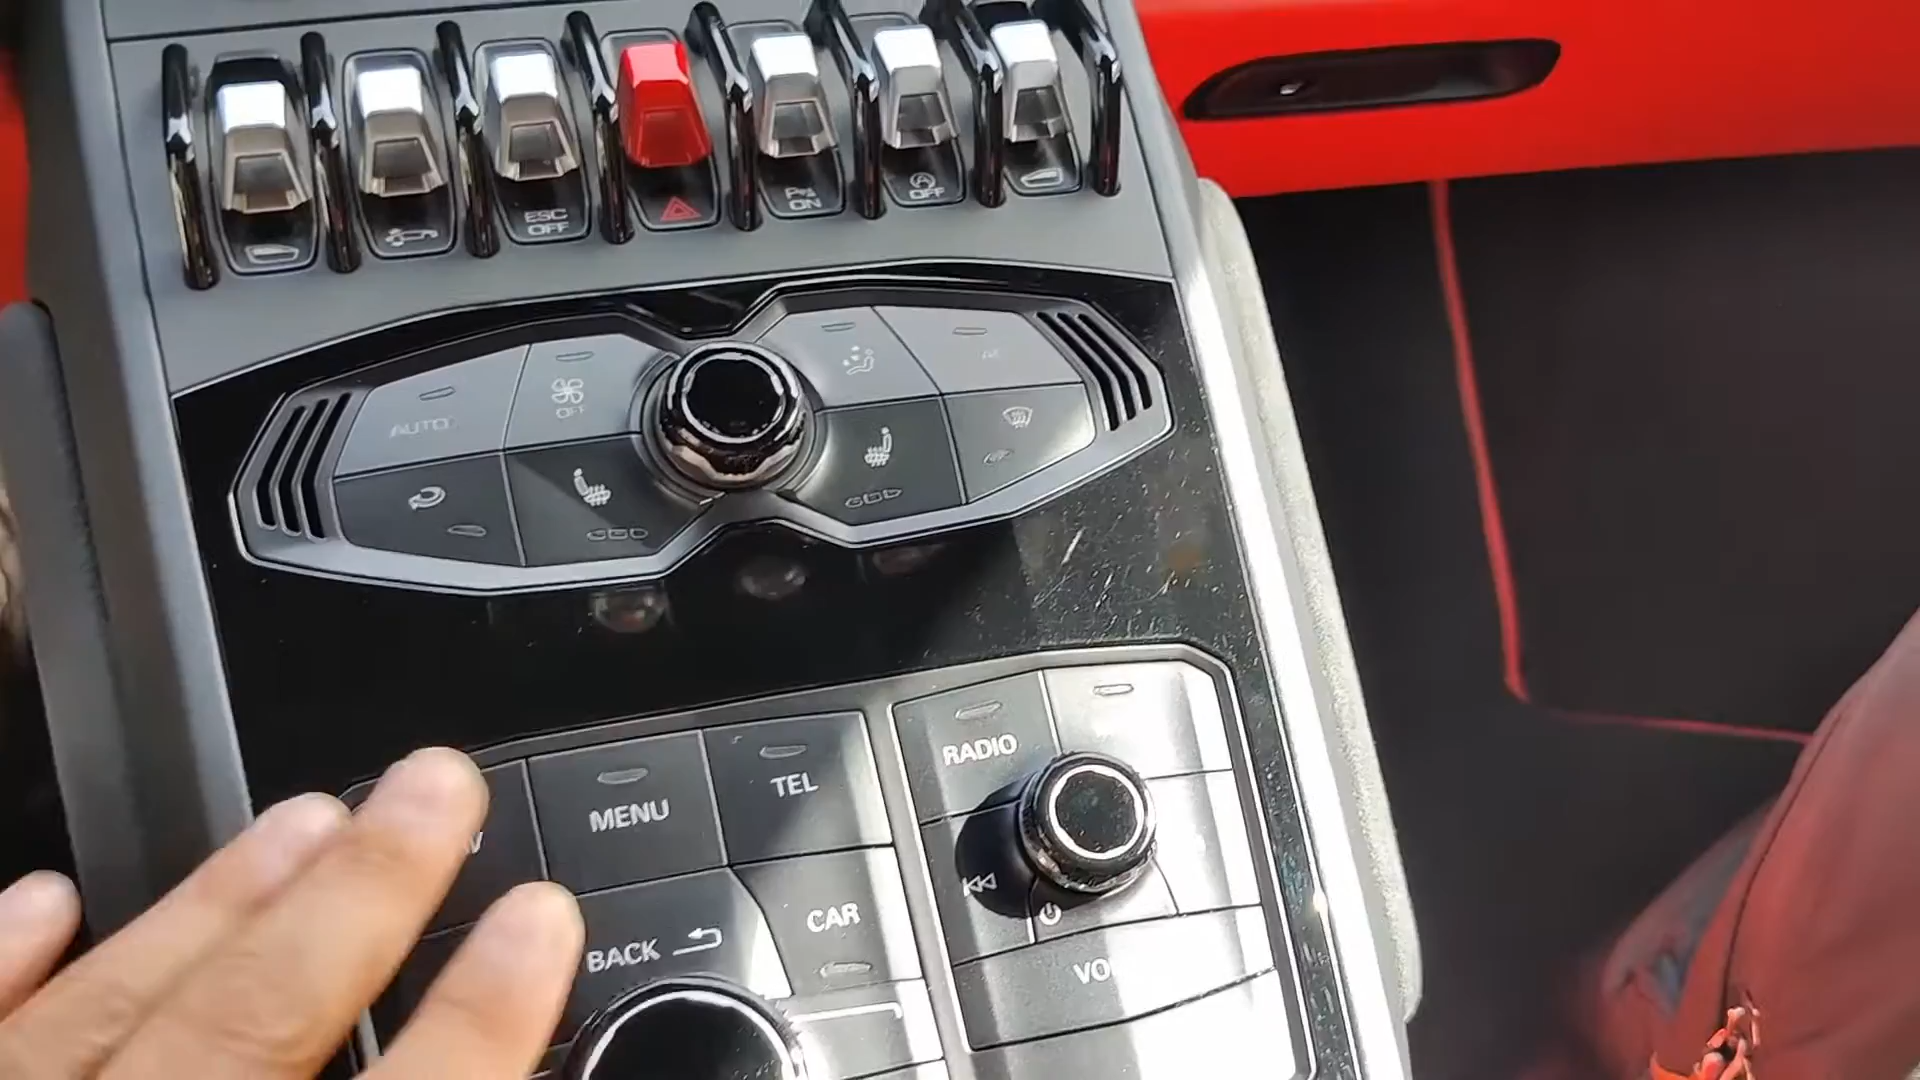 ESC
OFF
ON
OFF
AUTO
OFF
RADIO
MENU
TEL
BACK
CAR